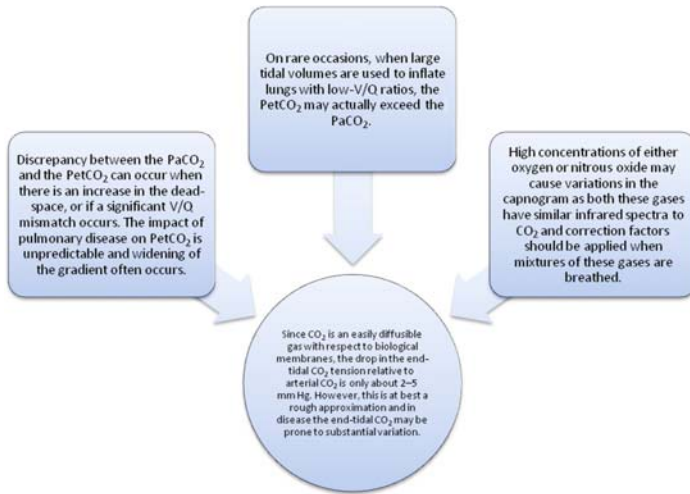 On rare occasions, when large
tidal volumes are used to inflate
lungs with low-V/Q ratios, the
PetCO₂ may actually exceed the
PaCO₂.
Discrepancy between the PaCO₂
and the PetCO₂ can occur when
there is an increase in the dead-
space, or if a significant V/Q
mismatch occurs. The impact of
pulmonary disease on PetCO₂ is
unpredictable and widening of
the gradient often occurs.
High concentrations of either
oxygen or nitrous oxide may
cause variations in the
capnogram as both these gases
have similar infrared spectra to
CO₂ and correction factors
should be applied when
mixtures of these gases are
breathed.
Since CO₂ is an easily diffusible
gas with respect to biological
membranes, the drop in the end-
tidal CO₂ tension relative to
arterial CO₂ is only about 2–5
mm Hg. However, this is at best a
rough approximation and in
disease the end-tidal CO₂ may be
prone to substantial variation.